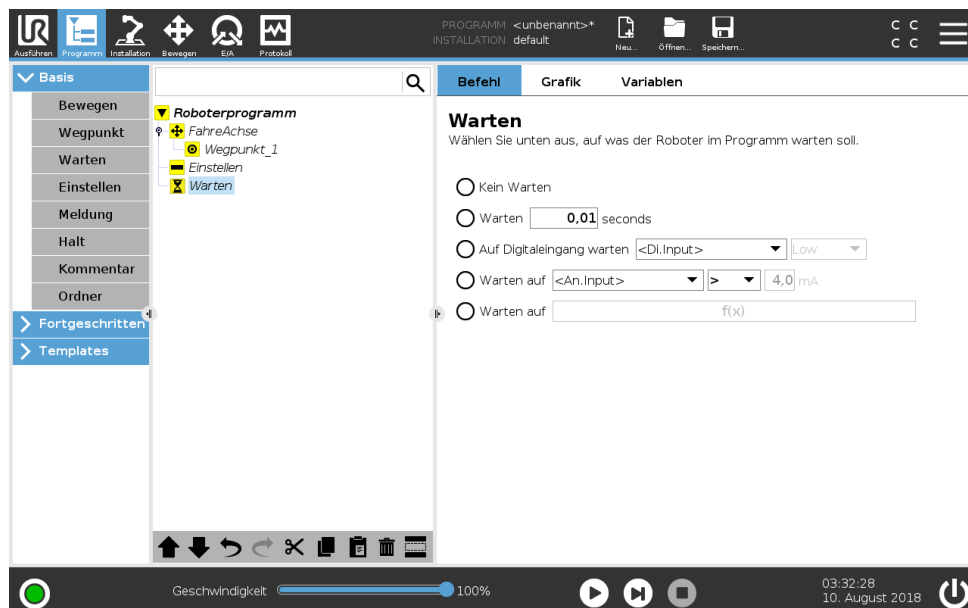 PROGRAMM <unbenannt>*
INSTALLATION default
Ausführen Programm Installation Bewegen E/A Protokoll
Neu... Öffnen... Speichern...
C C
C C
Basis
Bewegen
Wegpunkt
Warten
Einstellen
Meldung
Halt
Kommentar
Ordner
Fortgeschritten
Templates
Roboterprogramm
FahreAchse
Wegpunkt_1
Einstellen
Warten
Befehl Grafik Variablen
Warten
Wählen Sie unten aus, auf was der Roboter im Programm warten soll.
Kein Warten
Warten 0,01 seconds
Auf Digitaleingang warten <Di.Input> Low
Warten auf <An.Input> > 4,0 mA
Warten auf f(x)
Geschwindigkeit 100%
03:32:28
10. August 2018